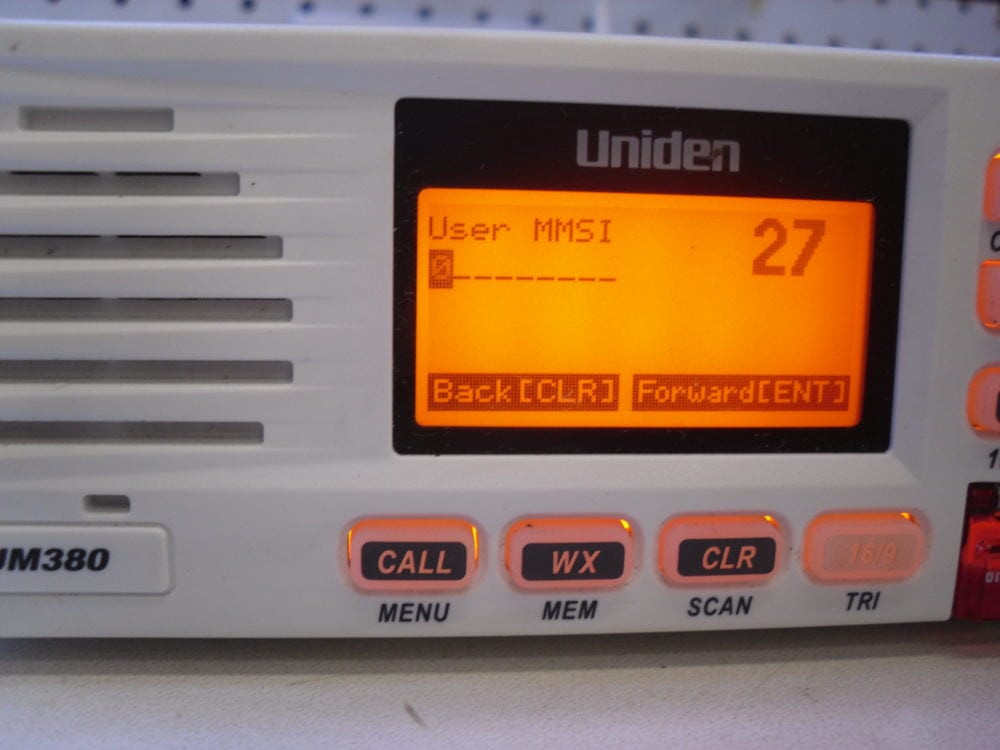 Uniden
User MMSI 27
0________
Back[CLR] Forward[ENT]
UM380
CALL WX CLR 16/9
MENU MEM SCAN TRI